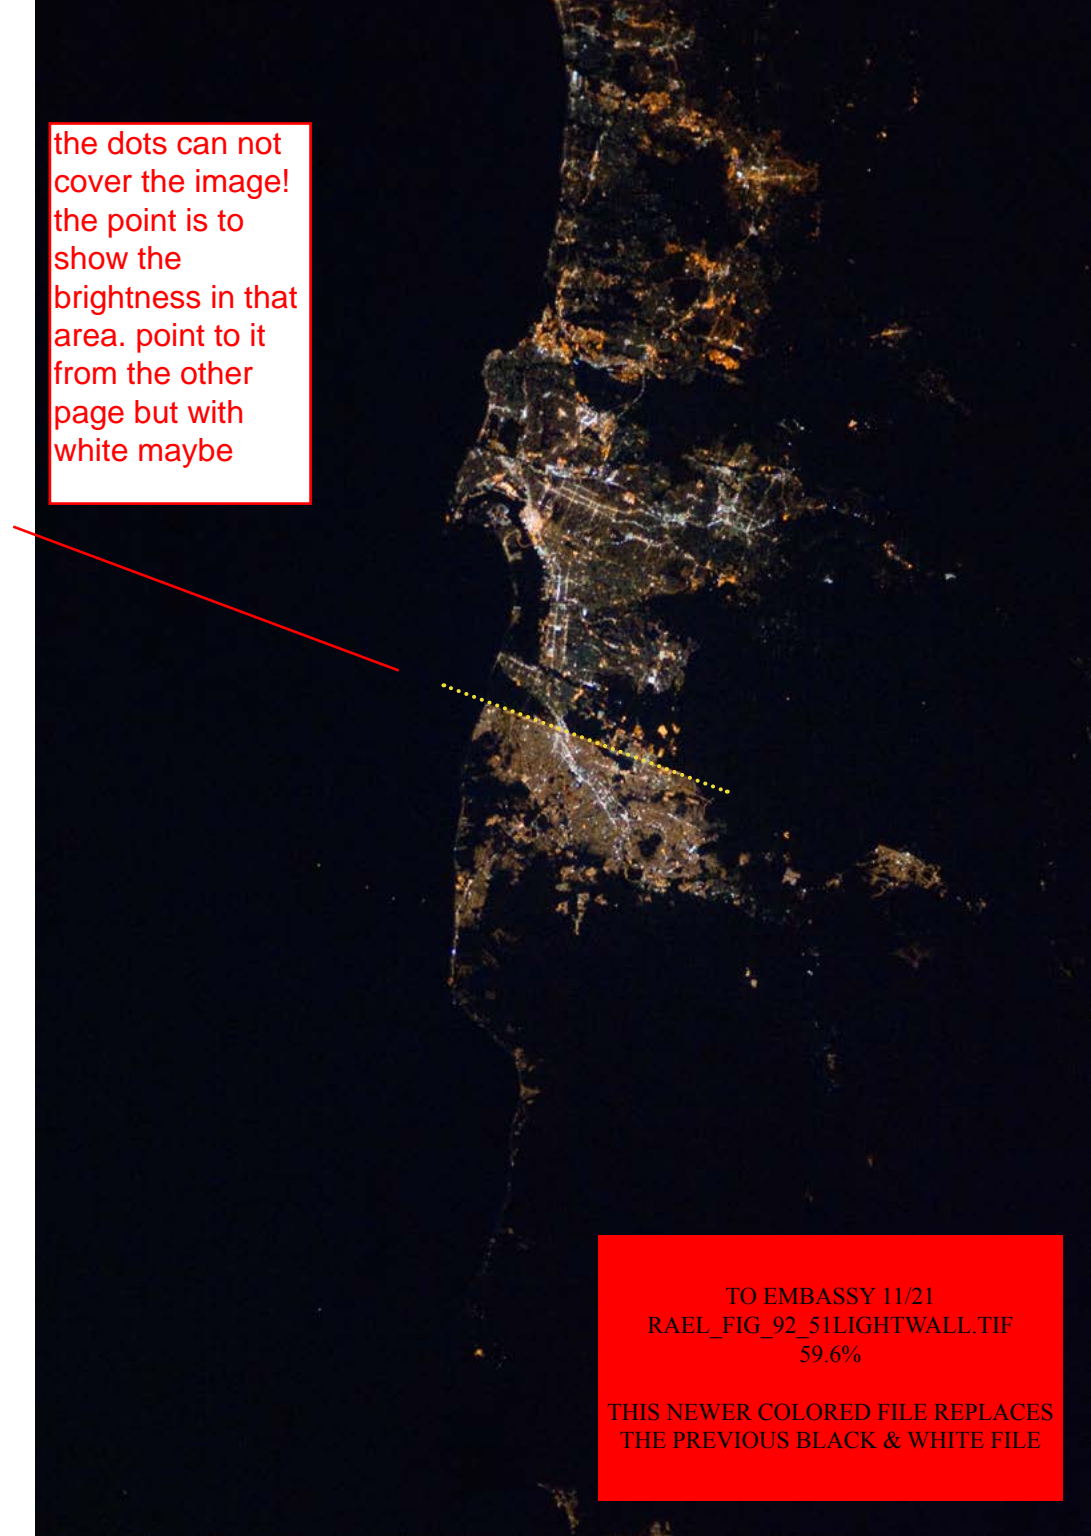 the dots can not
cover the image!
the point is to
show the
brightness in that
area. point to it
from the other
page but with
white maybe
TO EMBASSY 11/21
RAEL_FIG_92_51LIGHTWALL.TIF
59.6%
THIS NEWER COLORED FILE REPLACES
THE PREVIOUS BLACK & WHITE FILE